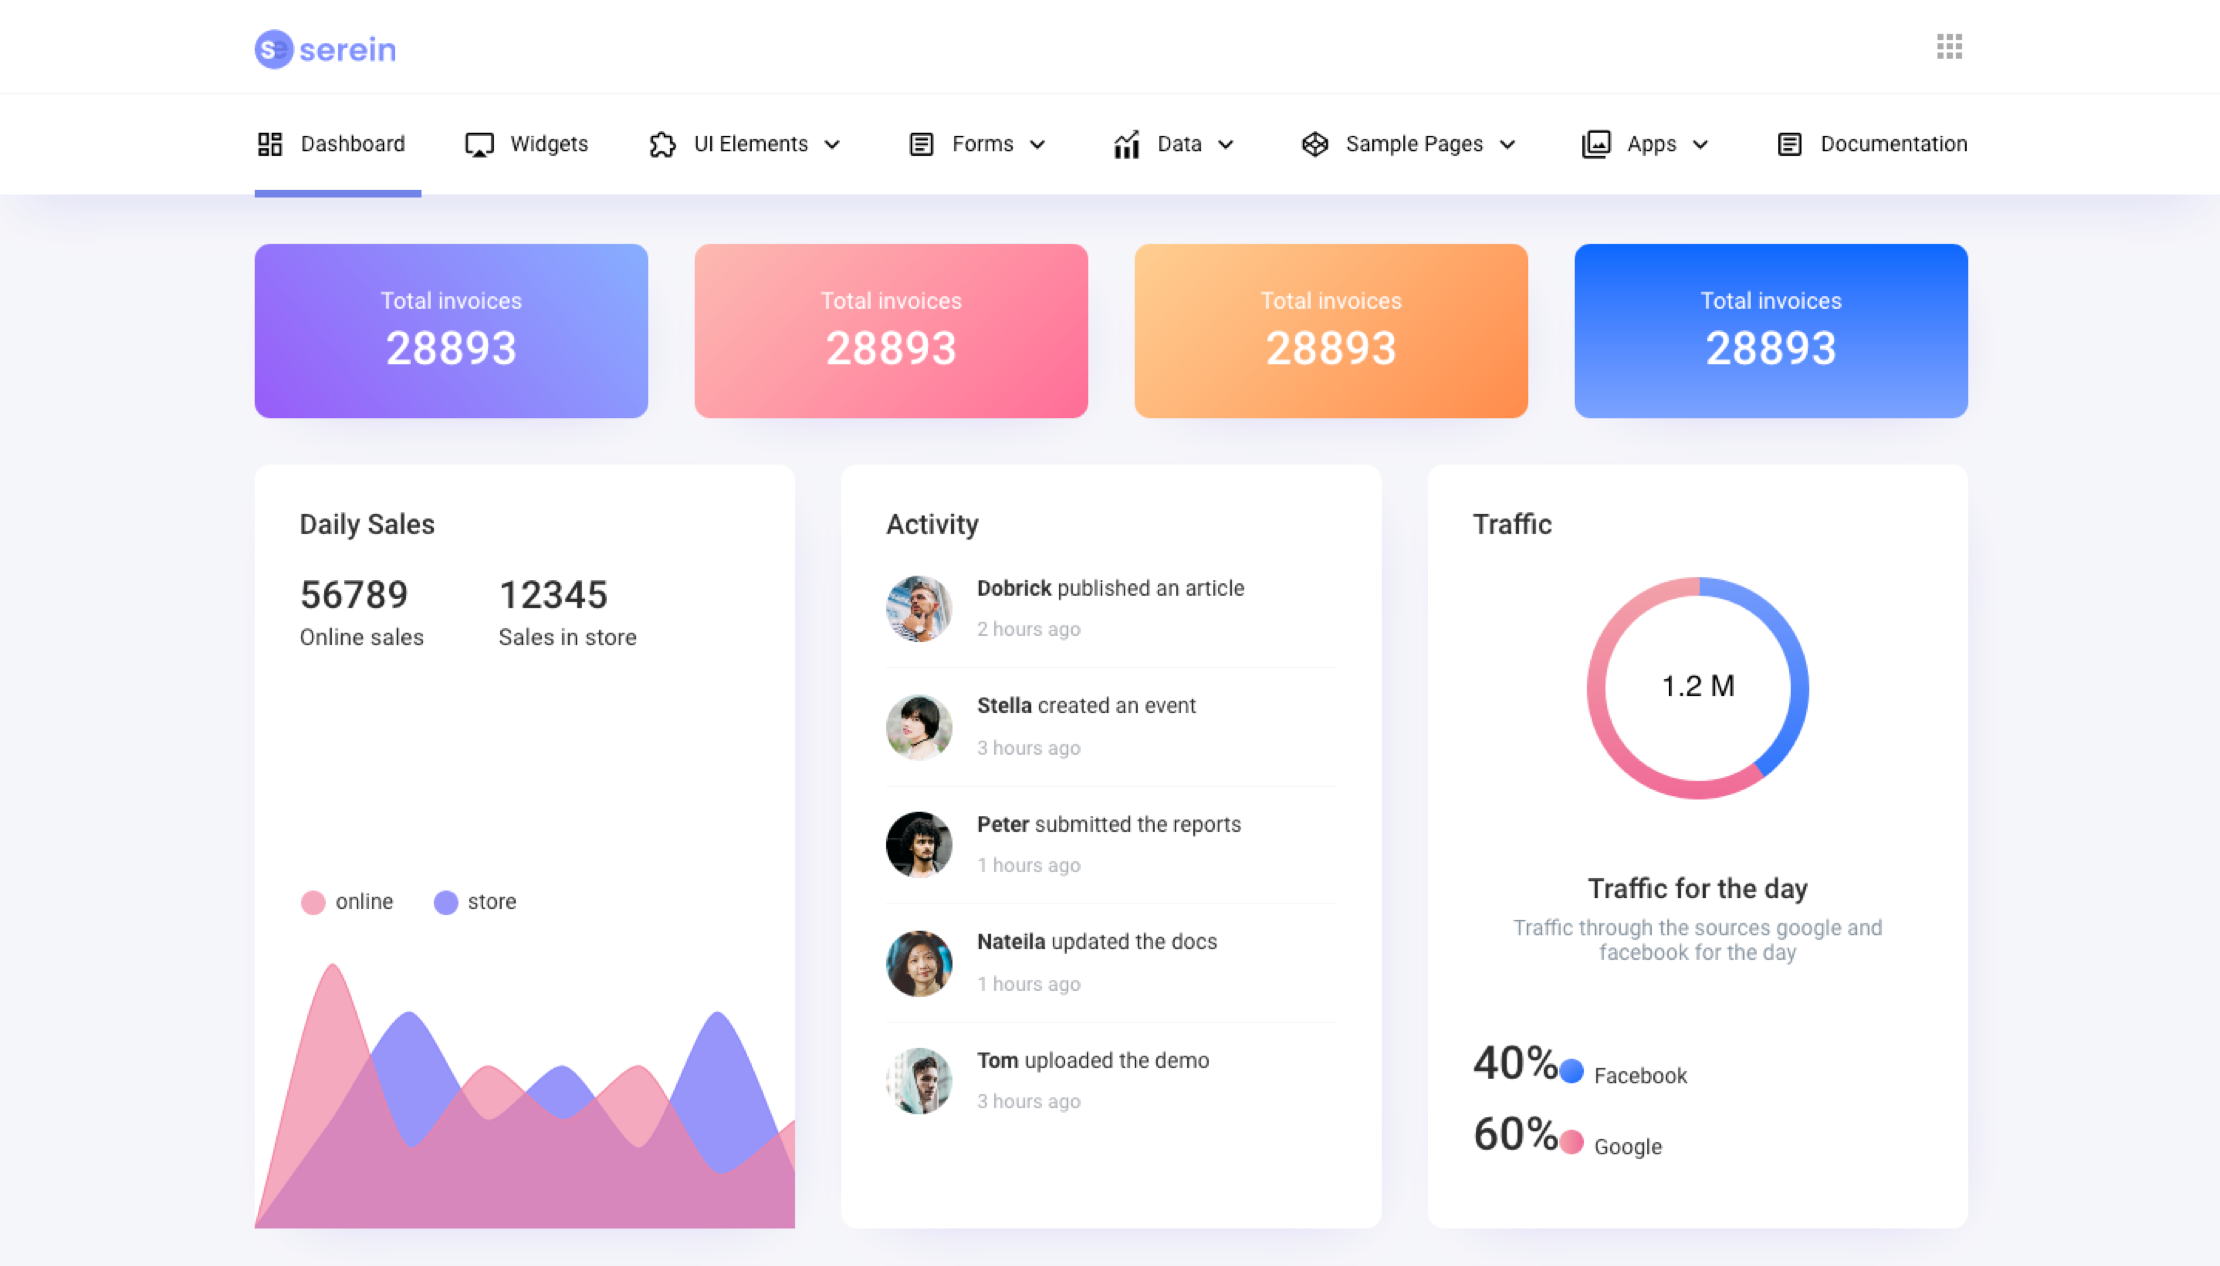 se serein
Dashboard
Widgets
UI Elements
Forms
Data
Sample Pages
Apps
Documentation
Total invoices
28893
Total invoices
28893
Total invoices
28893
Total invoices
28893
Daily Sales
56789
Online sales
12345
Sales in store
online
store
Activity
Dobrick published an article
2 hours ago
Stella created an event
3 hours ago
Peter submitted the reports
1 hours ago
Nateila updated the docs
1 hours ago
Tom uploaded the demo
3 hours ago
Traffic
1.2 M
Traffic for the day
Traffic through the sources google and
facebook for the day
40% Facebook
60% Google